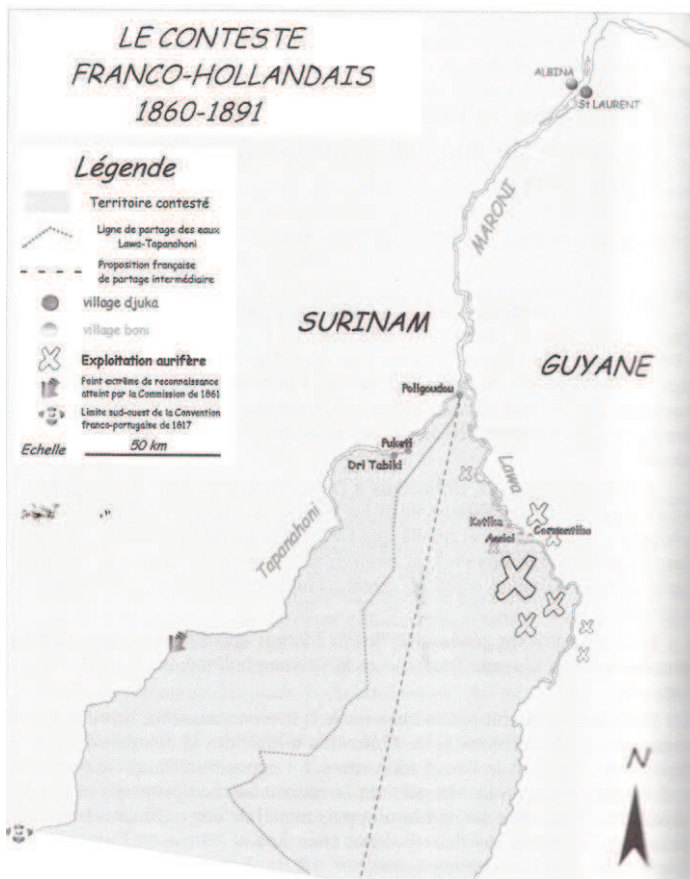 LE CONTESTE
FRANCO-HOLLANDAIS
1860-1891
Légende
Territoire contesté
Ligne de partage des eaux
Lawa-Tapanahoni
Proposition française
de partage intermédiaire
village djuka
village boni
Exploitation aurifère
Point extrême de reconnaissance
atteint par la Commission de 1861
Limite sud-ouest de la Convention
franco-portugaise de 1817
Echelle
50 km
ALBINA
St LAURENT
MARONI
SURINAM
GUYANE
Poligoudou
Puketi
Dri Tabiki
Tapanahoni
Lawa
Kotika
Assici
N